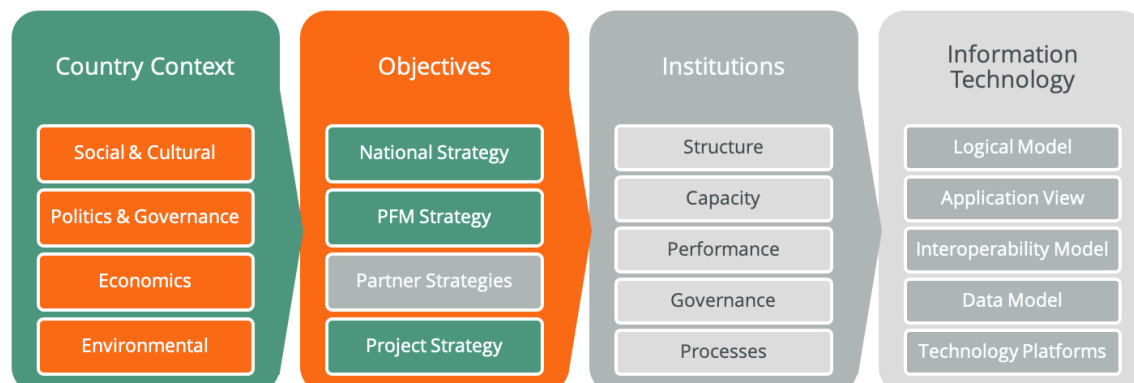 Country Context
Social & Cultural
Politics & Governance
Economics
Environmental
Objectives
National Strategy
PFM Strategy
Partner Strategies
Project Strategy
Institutions
Structure
Capacity
Performance
Governance
Processes
Information
Technology
Logical Model
Application View
Interoperability Model
Data Model
Technology Platforms